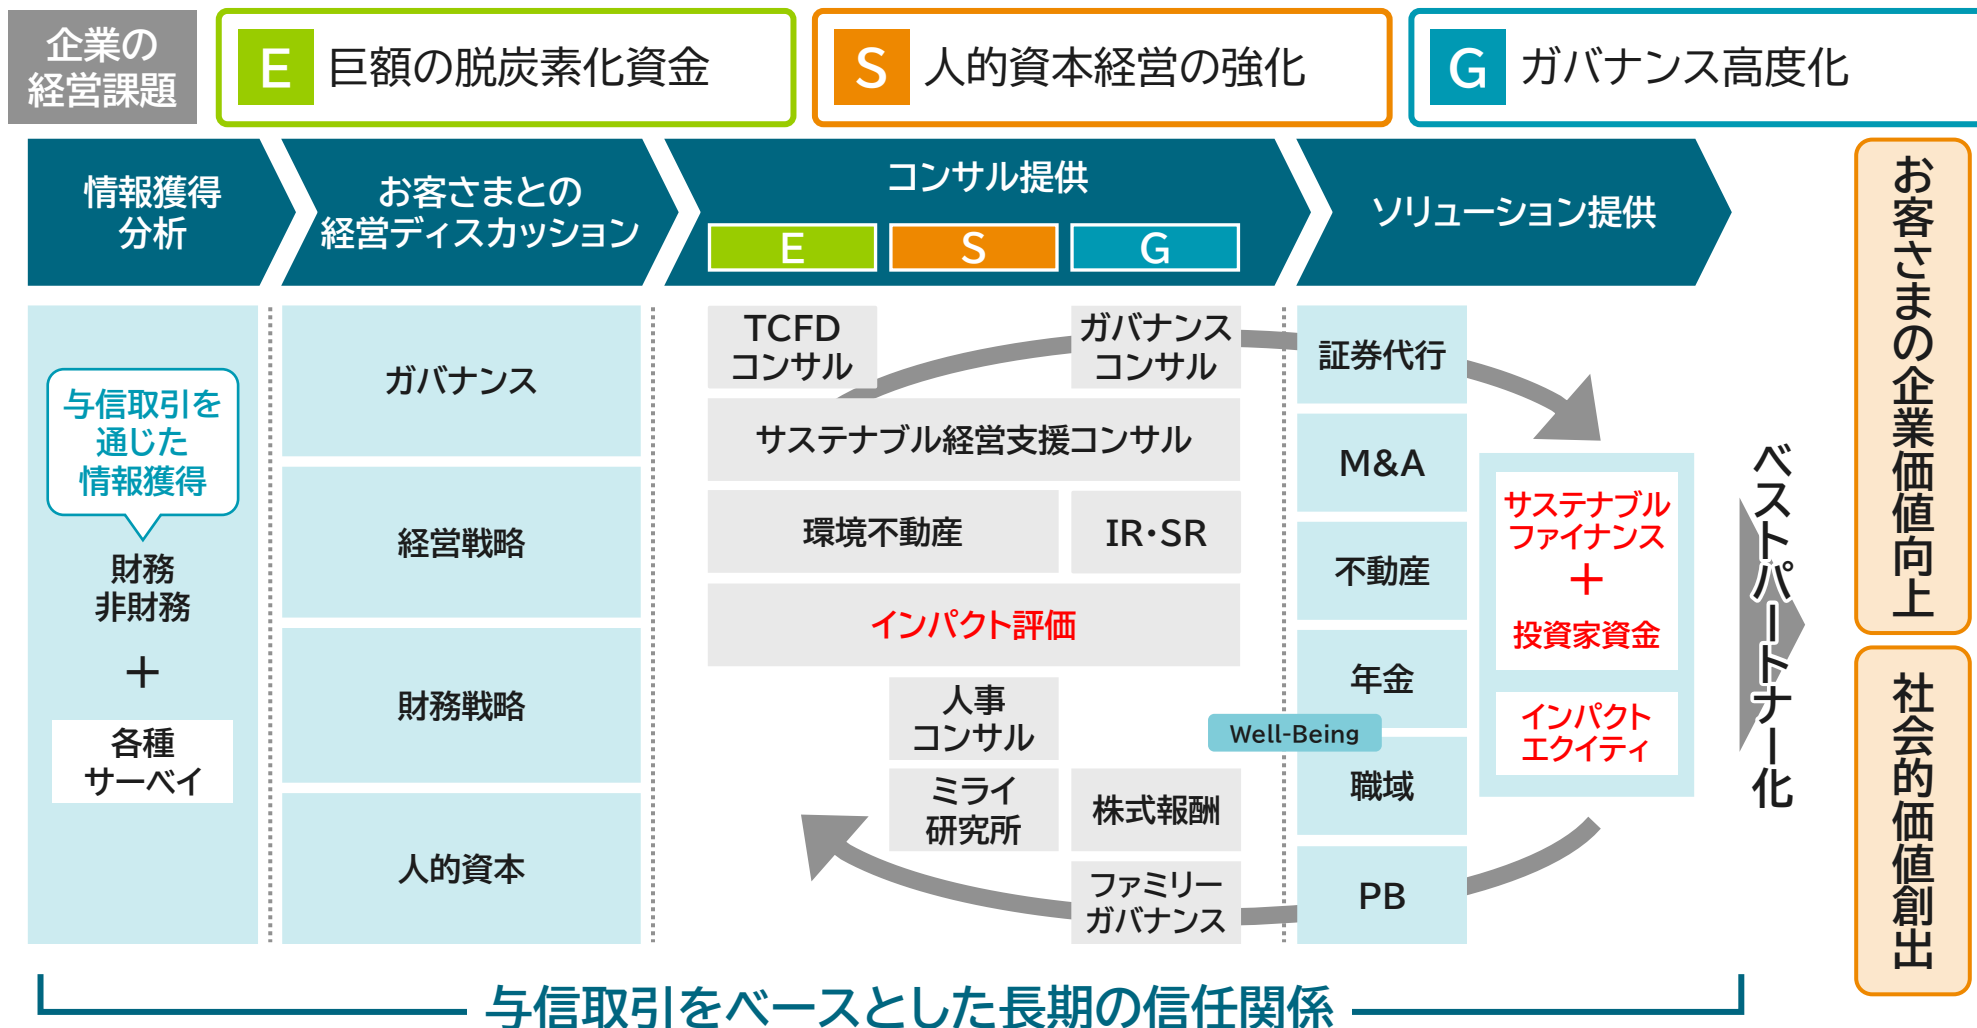 企業の
経営課題
E 巨額の脱炭素化資金
S 人的資本経営の強化
G ガバナンス高度化
情報獲得
分析
お客さまとの
経営ディスカッション
コンサル提供
E
S
G
ソリューション提供
与信取引を
通じた
情報獲得
財務
非財務
+
各種
サーベイ
ガバナンス
経営戦略
財務戦略
人的資本
TCFD
コンサル
ガバナンス
コンサル
サステナブル経営支援コンサル
環境不動産
IR・SR
インパクト評価
人事
コンサル
ミライ
研究所
株式報酬
ファミリー
ガバナンス
証券代行
M&A
不動産
年金
Well-Being
職域
PB
サステナブル
ファイナンス
+
投資家資金
インパクト
エクイティ
ベストパートナー化
お客さまの企業価値向上
社会的価値創出
与信取引をベースとした長期の信任関係